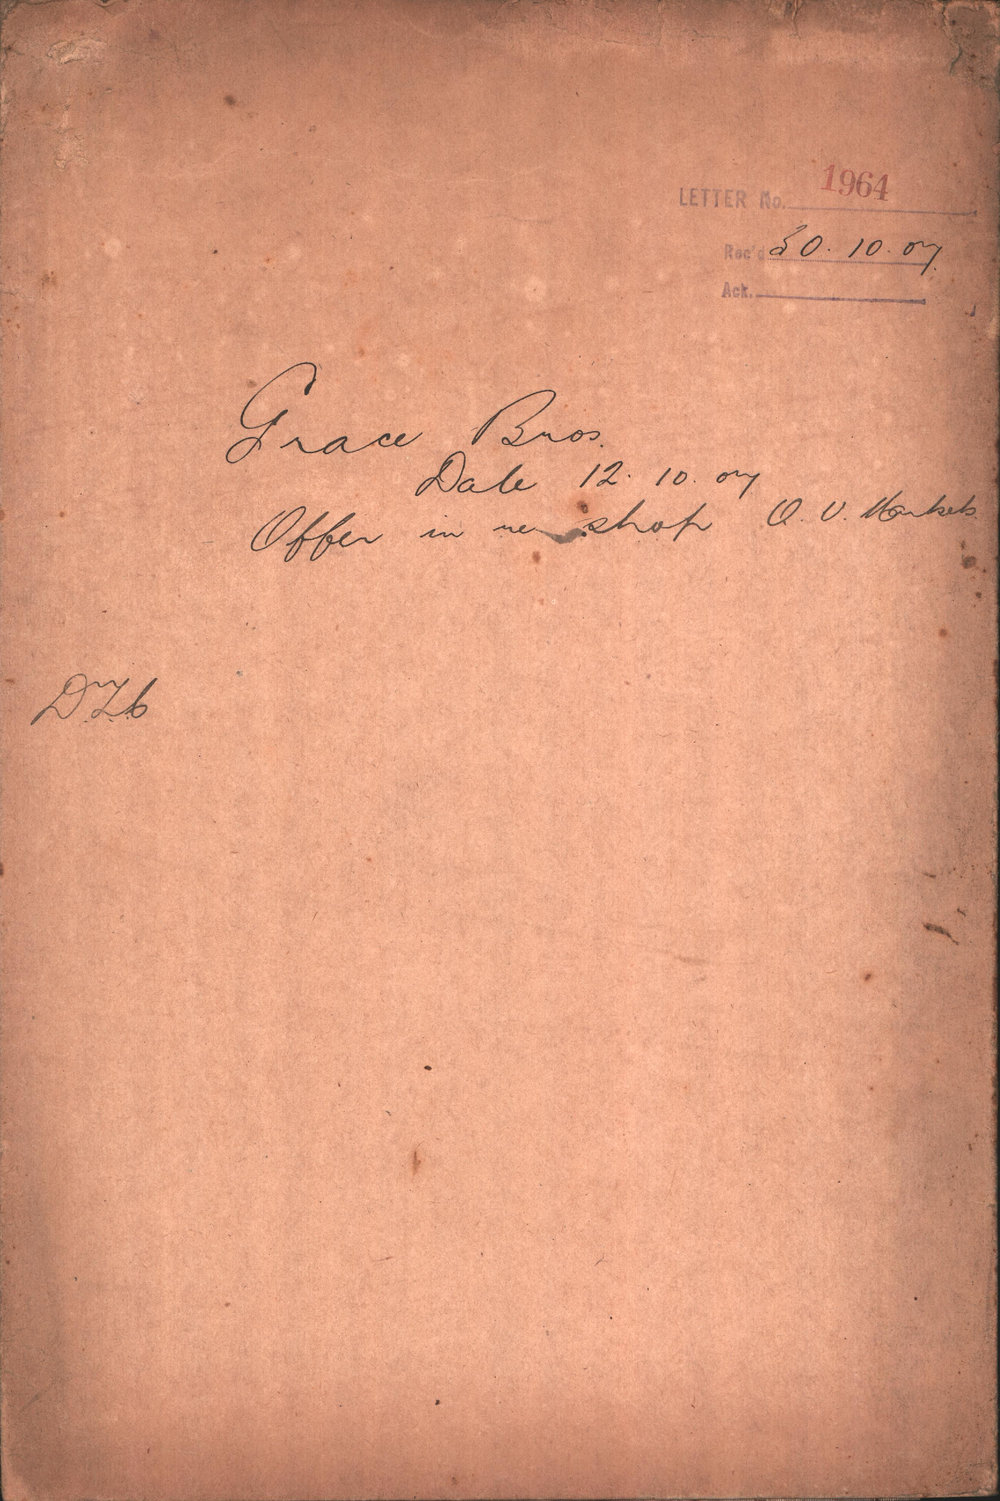 LETTER No. 1964
Rec'd 30.10.07.
Ack.
Grace Bros.
Date 12.10.07
Offer in new shop Q. V. Markets